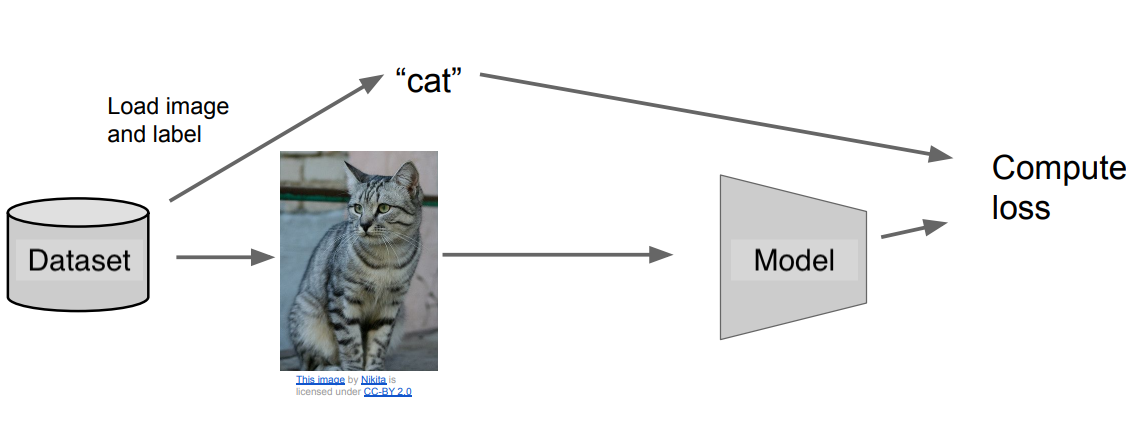 “cat”
Load image
and label
Compute
loss
Dataset
Model
This image by Nikita is
licensed under CC-BY 2.0